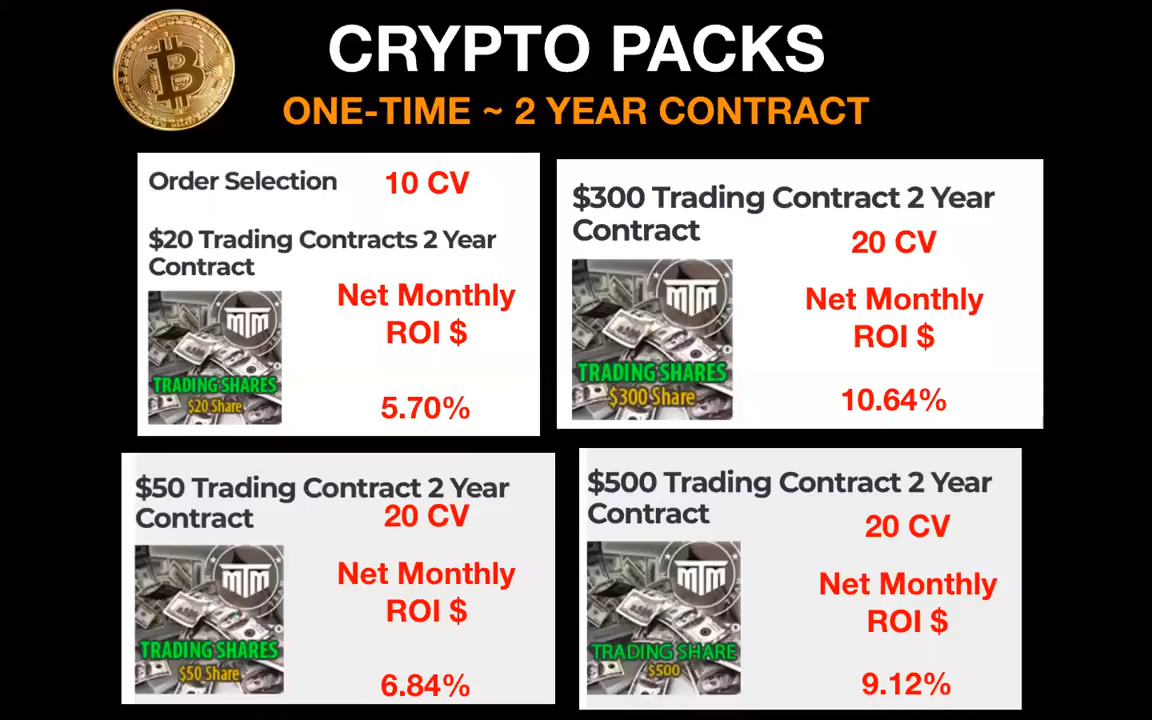 CRYPTO PACKS
ONE-TIME ~ 2 YEAR CONTRACT
Order Selection
10 CV
$20 Trading Contracts 2 Year
Contract
Net Monthly
ROI $
MTM
TRADING SHARES
$20 Share
5.70%
$300 Trading Contract 2 Year
Contract
20 CV
Net Monthly
ROI $
MTM
TRADING SHARES
$300 Share
10.64%
$50 Trading Contract 2 Year
Contract
20 CV
Net Monthly
ROI $
MTM
TRADING SHARES
$50 Share
6.84%
$500 Trading Contract 2 Year
Contract
20 CV
Net Monthly
ROI $
MTM
TRADING SHARE
$500
9.12%